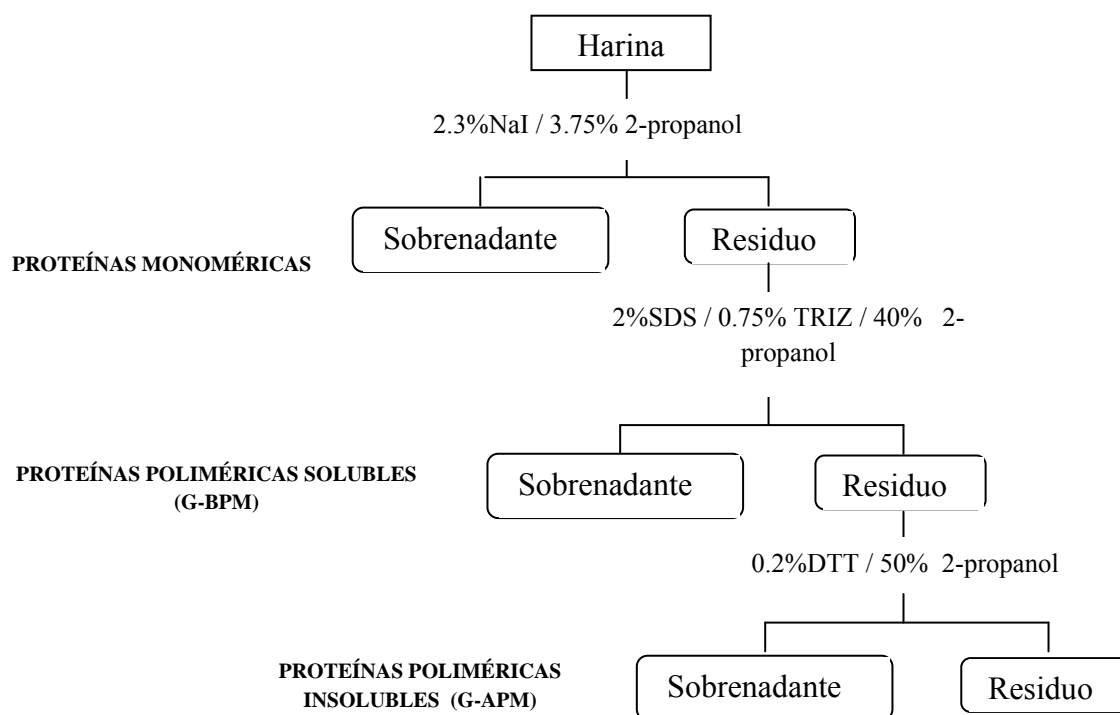 Harina
2.3%NaI / 3.75% 2-propanol
Sobrenadante
Residuo
PROTEÍNAS MONOMÉRICAS
2%SDS / 0.75% TRIZ / 40% 2-
propanol
PROTEÍNAS POLIMÉRICAS SOLUBLES
(G-BPM)
Sobrenadante
Residuo
0.2%DTT / 50% 2-propanol
PROTEÍNAS POLIMÉRICAS
INSOLUBLES (G-APM)
Sobrenadante
Residuo